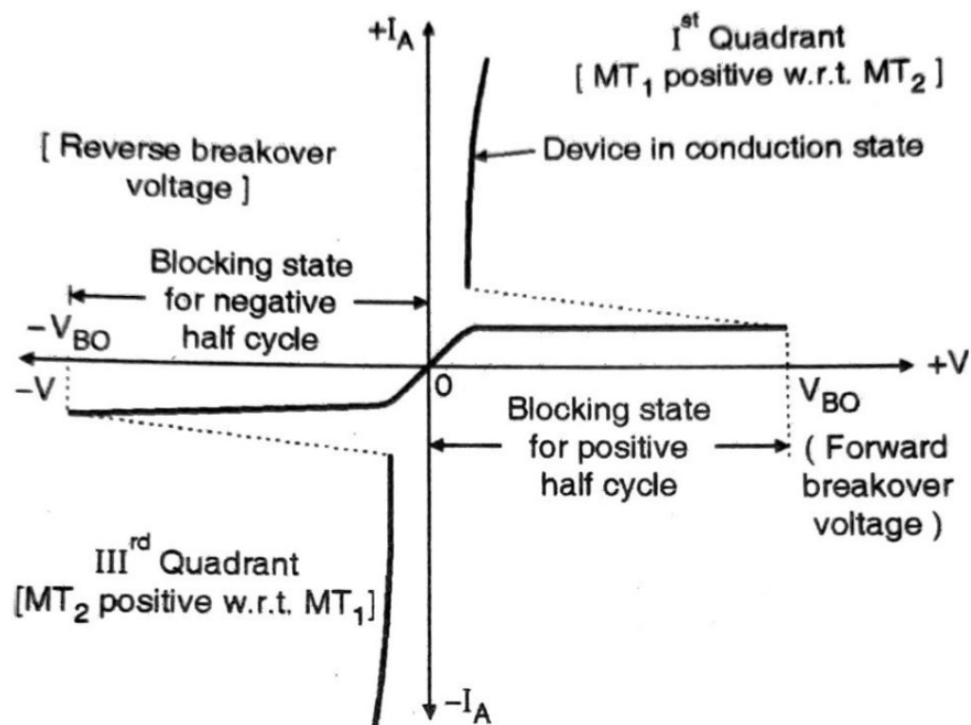 +I_A
I^st Quadrant
[ MT_1 positive w.r.t. MT_2 ]
[ Reverse breakover
voltage ]
Device in conduction state
Blocking state
for negative
half cycle
-V_BO
-V
0
+V
V_BO
Blocking state
for positive
half cycle
( Forward
breakover
voltage )
III^rd Quadrant
[MT_2 positive w.r.t. MT_1]
-I_A